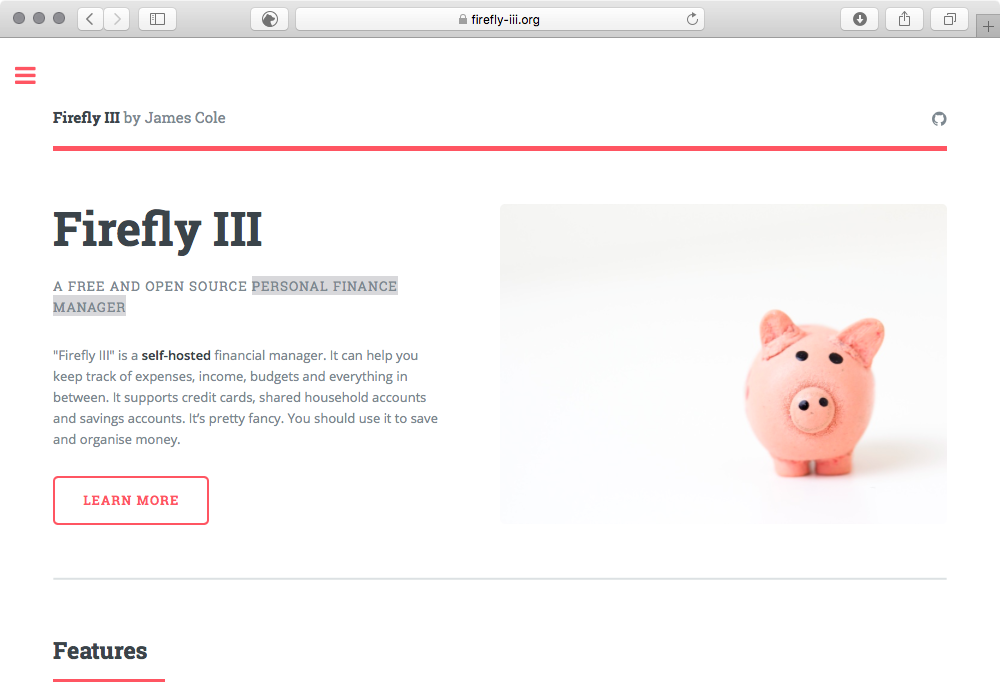 firefly-iii.org
Firefly III by James Cole
Firefly III
A FREE AND OPEN SOURCE PERSONAL FINANCE
MANAGER
"Firefly III" is a self-hosted financial manager. It can help you
keep track of expenses, income, budgets and everything in
between. It supports credit cards, shared household accounts
and savings accounts. It’s pretty fancy. You should use it to save
and organise money.
LEARN MORE
Features